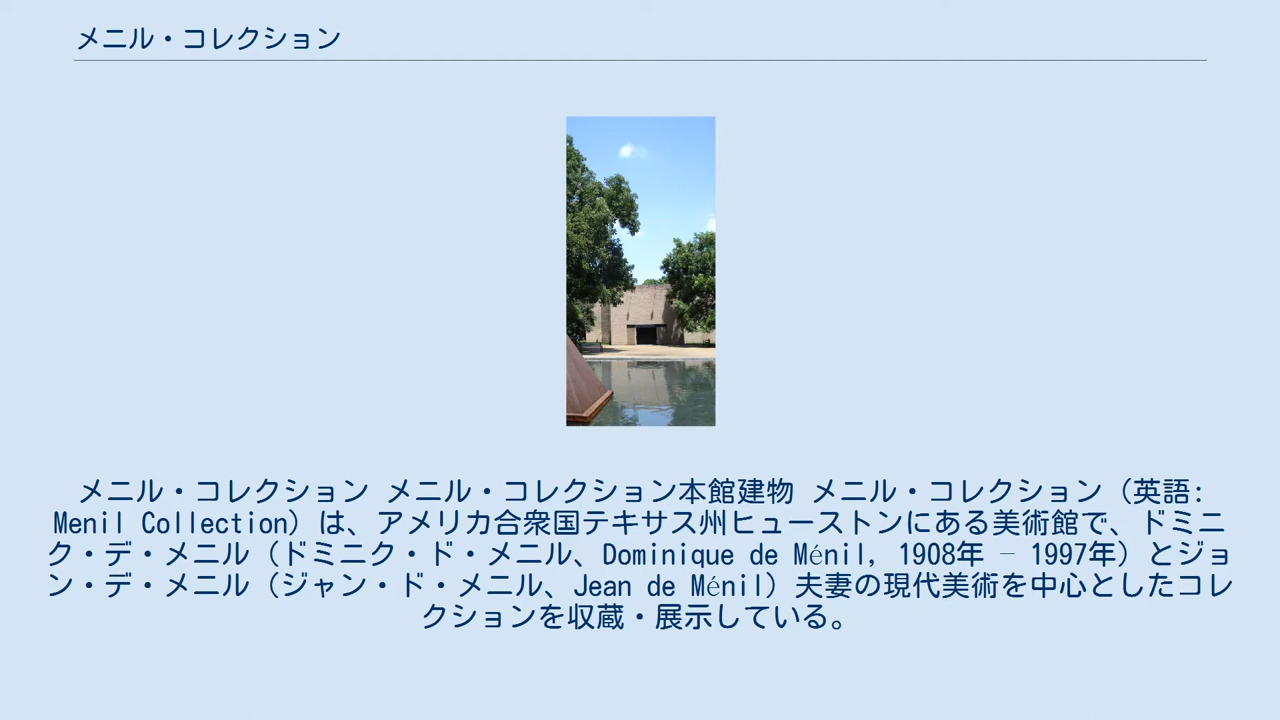 メニル・コレクション
メニル・コレクション メニル・コレクション本館建物 メニル・コレクション（英語:
Menil Collection）は、アメリカ合衆国テキサス州ヒューストンにある美術館で、ドミニ
ク・デ・メニル（ドミニク・ド・メニル、Dominique de Ménil, 1908年 – 1997年）とジョ
ン・デ・メニル（ジャン・ド・メニル、Jean de Ménil）夫妻の現代美術を中心としたコレ
クションを収蔵・展示している。